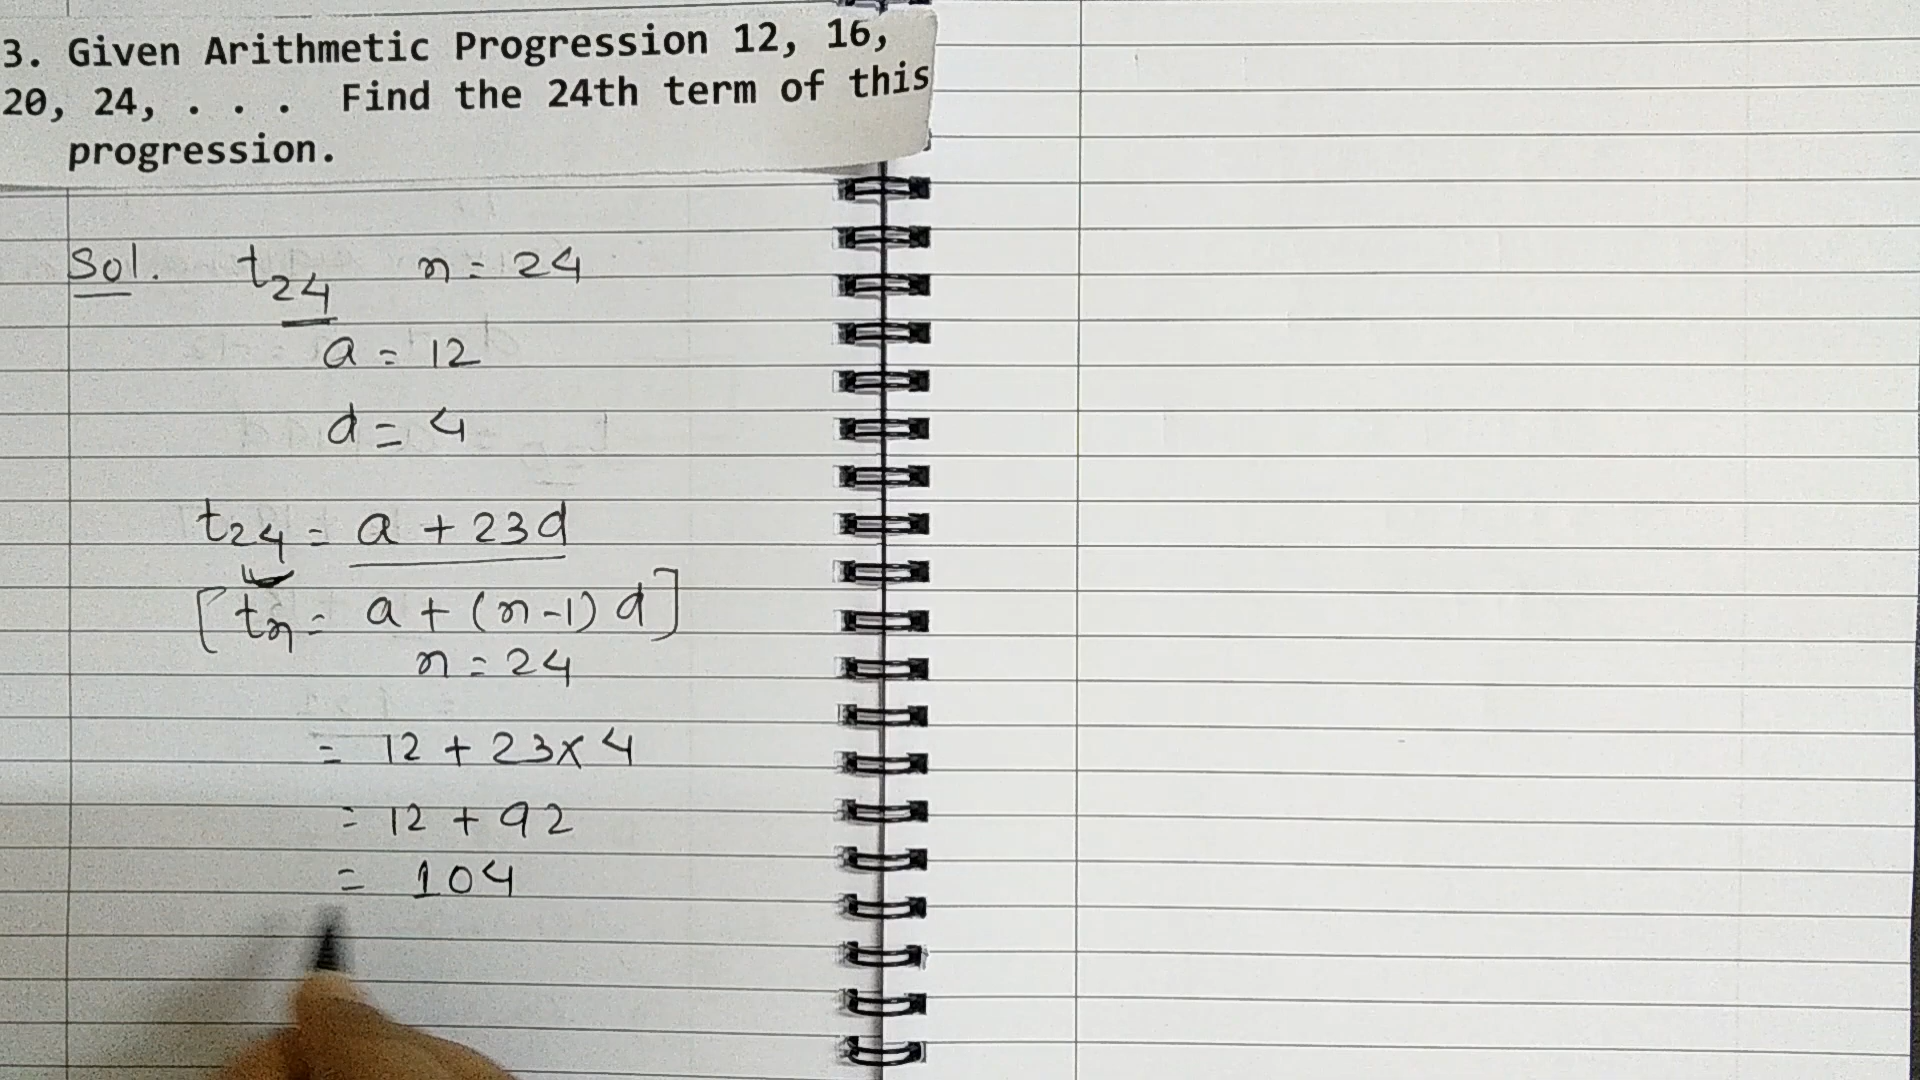 3. Given Arithmetic Progression 12, 16,
20, 24, . . . Find the 24th term of this
progression.
Sol. t24 n = 24
a = 12
d = 4
t24 = a + 23d
[tn = a + (n-1) d]
n = 24
= 12 + 23x4
= 12 + 92
= 104